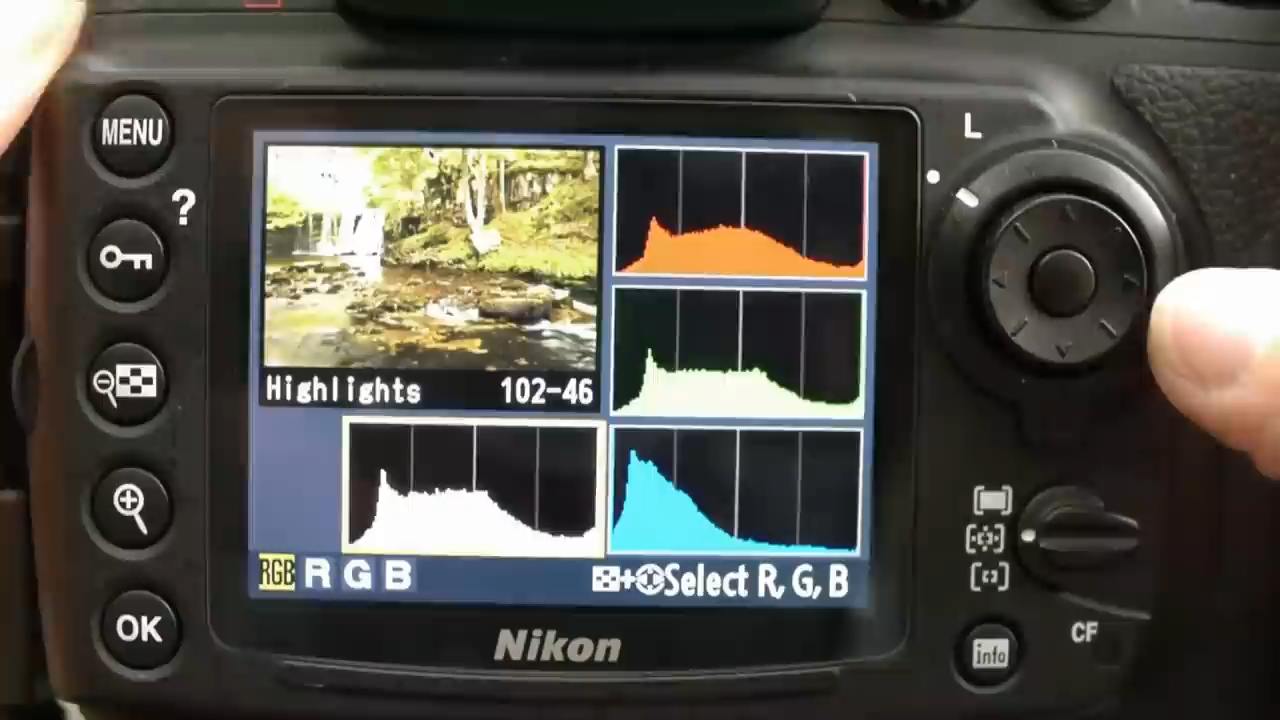 MENU
?
L
Highlights 102-46
RGB R G B
Select R, G, B
OK
Nikon
CF
info